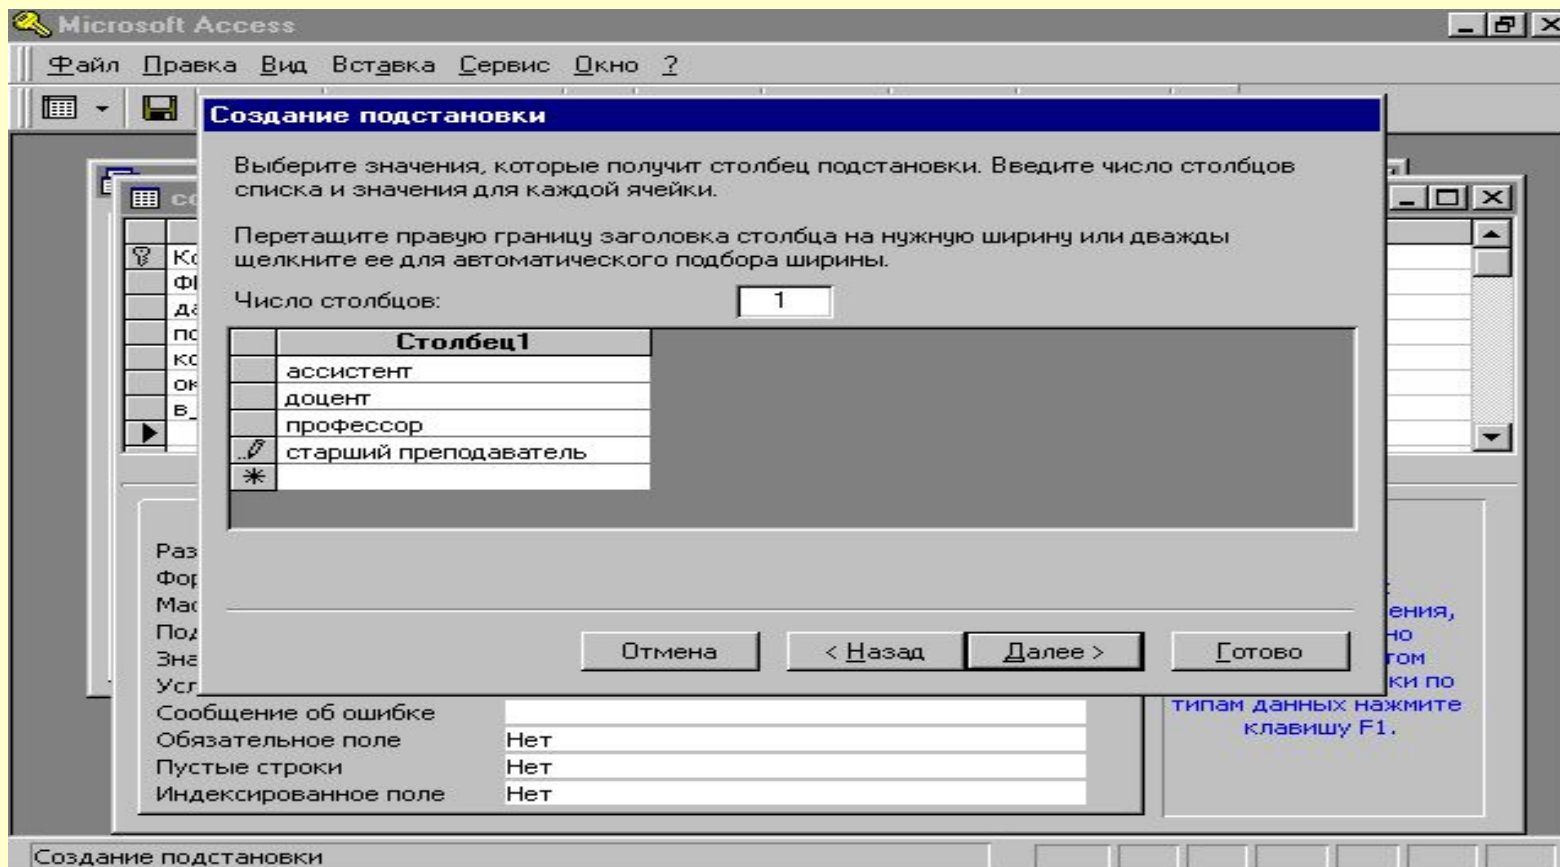 Microsoft Access
Файл Правка Вид Вставка Сервис Окно ?
Создание подстановки
Выберите значения, которые получит столбец подстановки. Введите число столбцов
списка и значения для каждой ячейки.
Перетащите правую границу заголовка столбца на нужную ширину или дважды
щелкните ее для автоматического подбора ширины.
Число столбцов: 1
Столбец1
ассистент
доцент
профессор
старший преподаватель
Отмена < Назад Далее > Готово
ения,
ки по
типам данных нажмите
клавишу F1.
Сообщение об ошибке
Обязательное поле Нет
Пустые строки Нет
Индексированное поле Нет
Создание подстановки